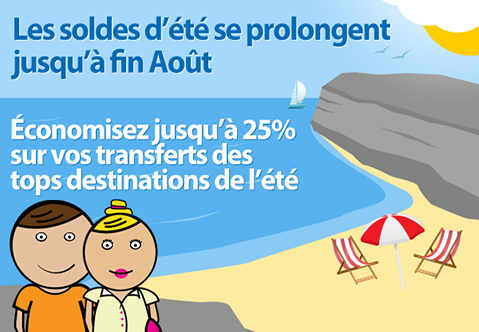 Les soldes d’été se prolongent
jusqu’à fin Août
Économisez jusqu’à 25%
sur vos transferts des
tops destinations de l’été